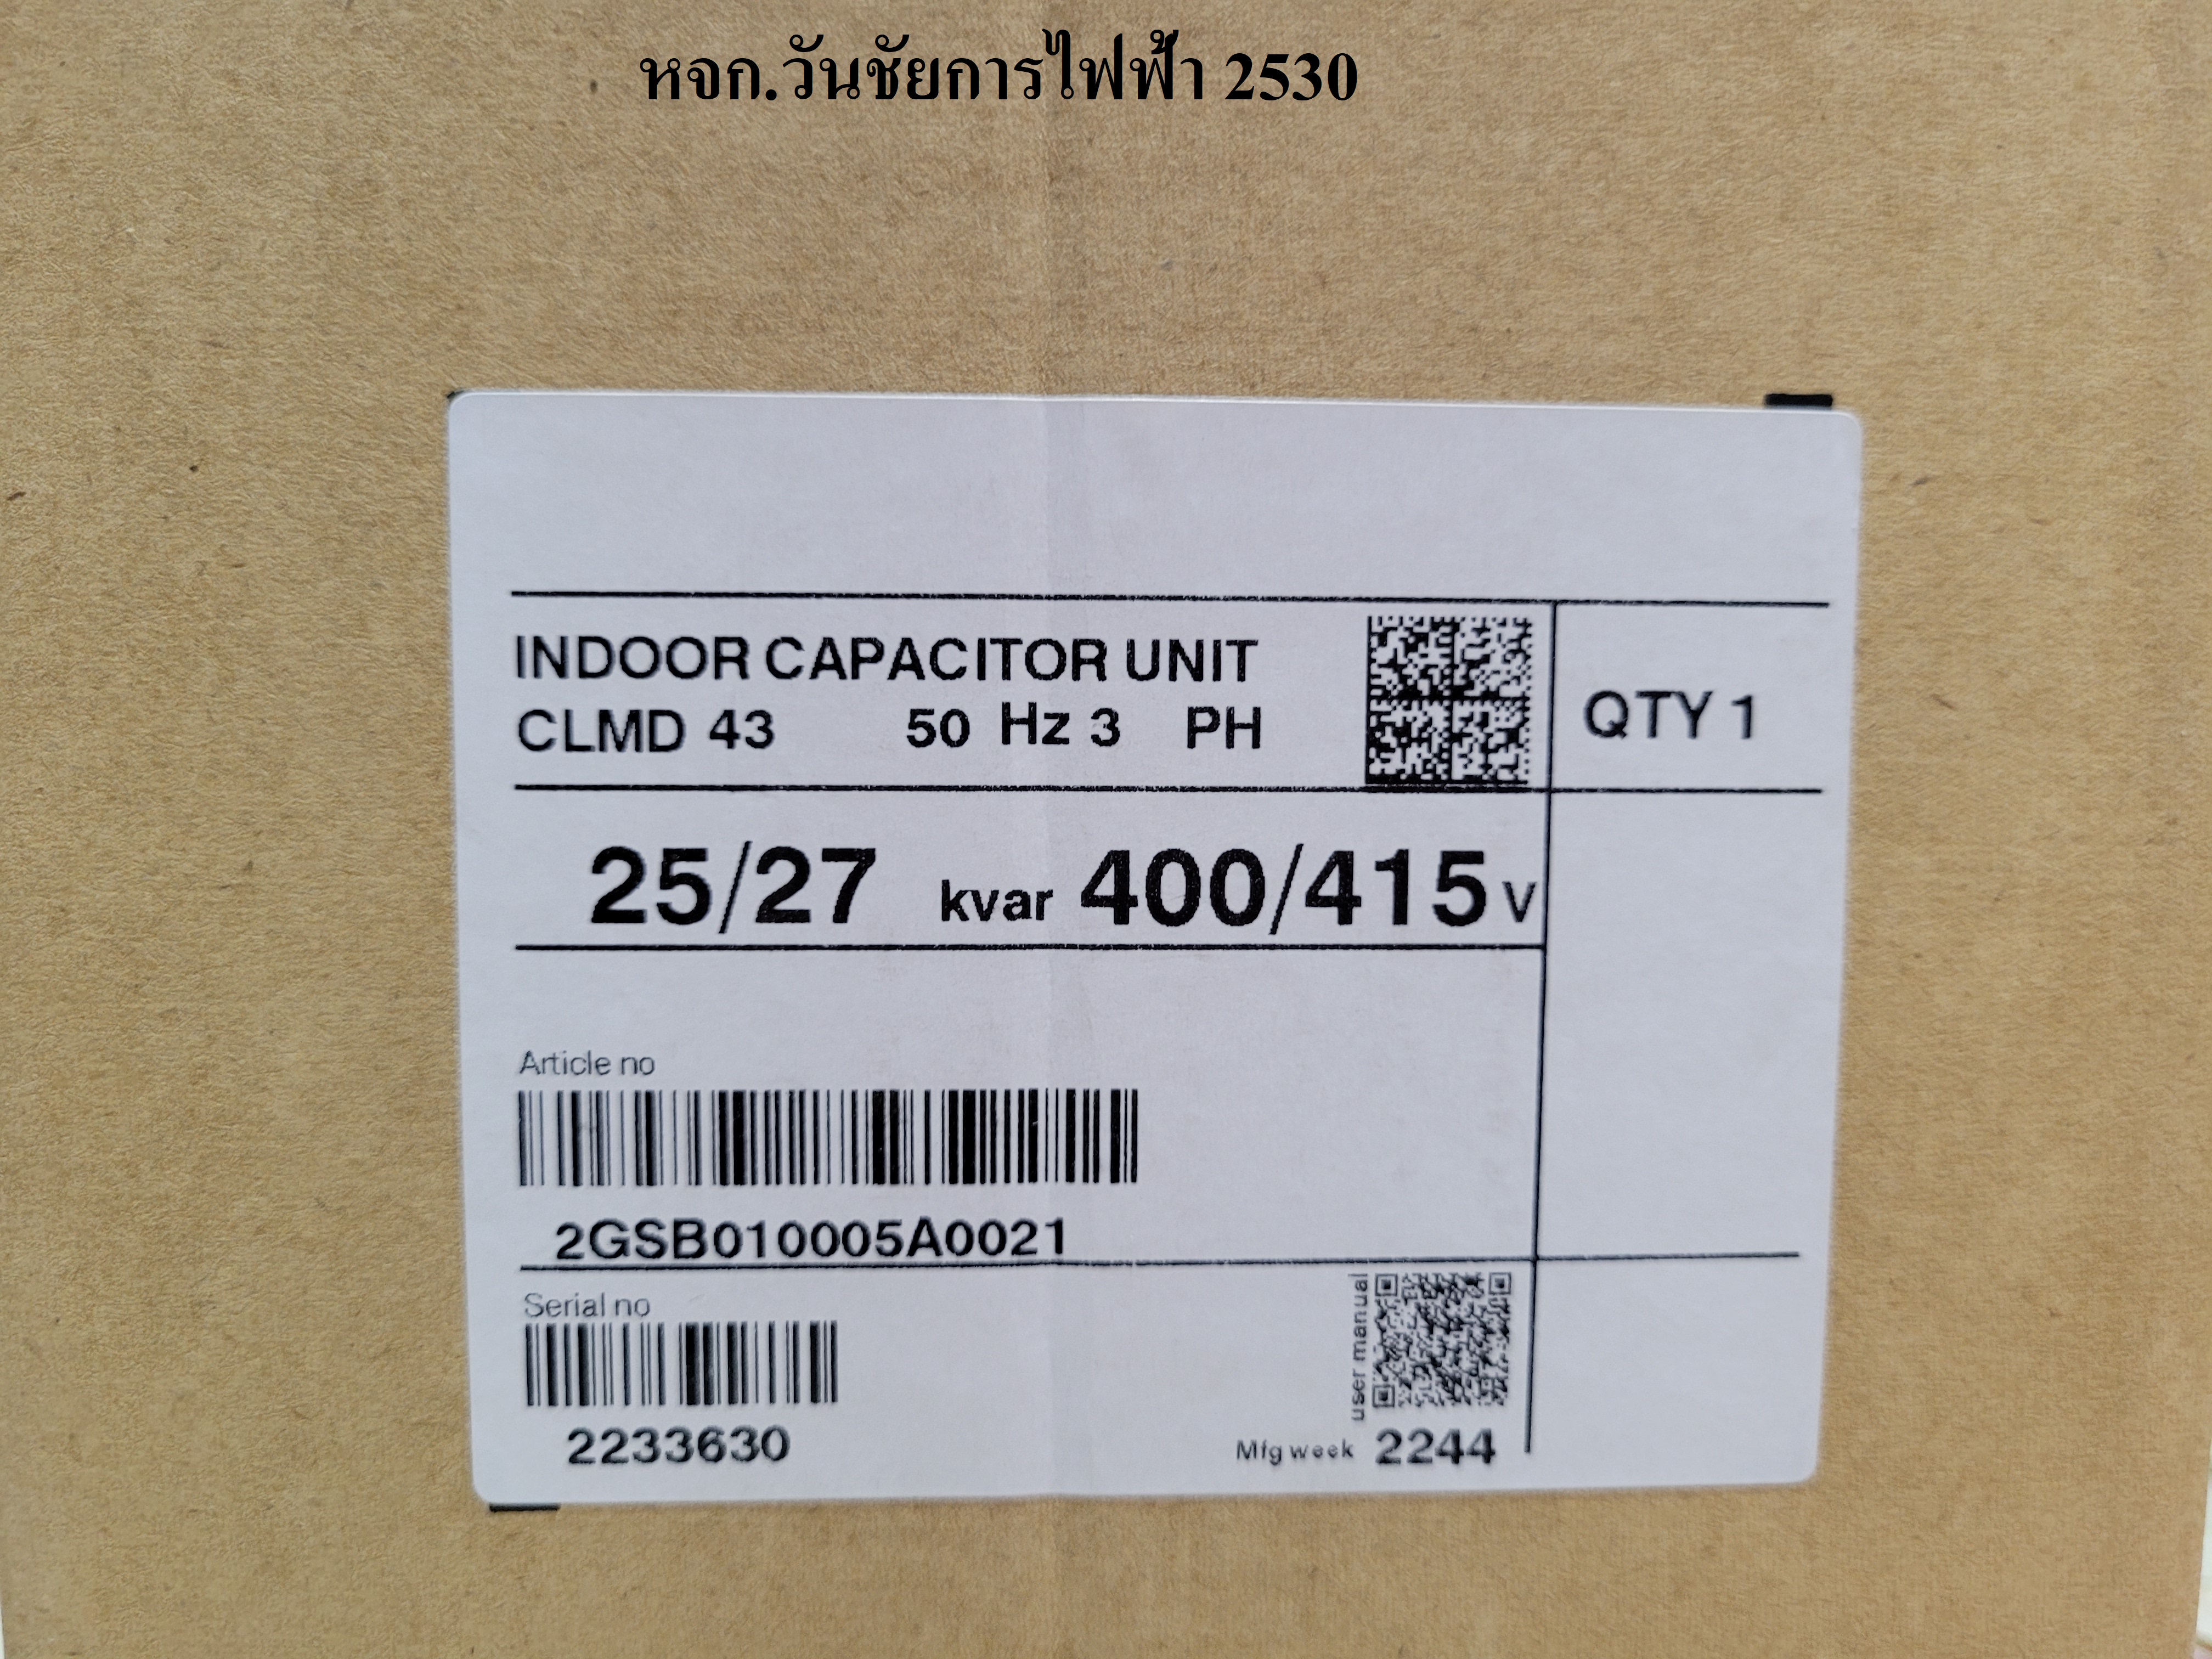 หจก.วันชัยการไฟฟ้า 2530
INDOOR CAPACITOR UNIT
CLMD 43 50 Hz 3 PH
QTY 1
25/27 kvar 400/415 V
Article no
2GSB010005A0021
Serial no
2233630
user manual
Mfg week 2244